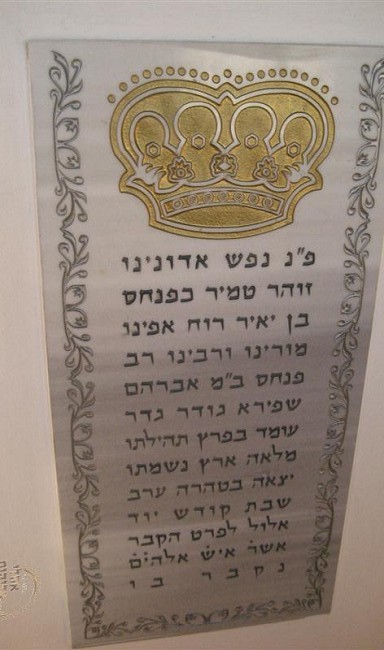 פ"נ נפש אדונינו
זוהר טמיר כפנחס
בן יאיר רוח אפינו
מורינו ורבינו רב
פנחס ב"מ אברהם
שפירא גודר גדר
עומד בפרץ תהילתו
מלאה ארץ נשמתו
יצאה בטהרה ערב
שבת קודש יוד
אלול לפרט הקבר
אשר איש אלהים
נקבר בו